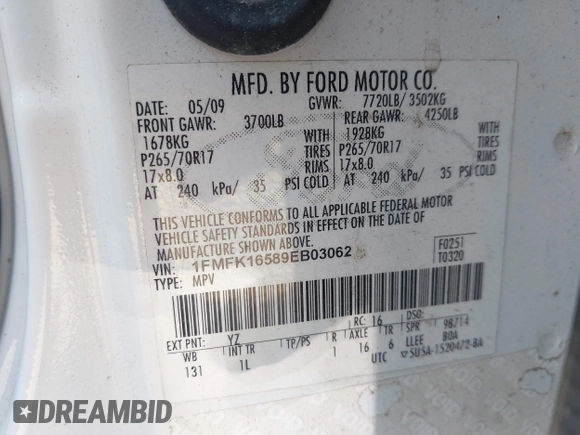 MFD. BY FORD MOTOR CO.
DATE: 05/09 GVWR: 7720LB/ 3502KG
FRONT GAWR: 3700LB REAR GAWR: 4250LB
1678KG WITH 1928KG WITH
P265/70R17 TIRES P265/70R17 TIRES
17x8.0 RIMS 17x8.0 RIMS
AT 240 kPa/ 35 PSI COLD AT 240 kPa/ 35 PSI COLD
THIS VEHICLE CONFORMS TO ALL APPLICABLE FEDERAL MOTOR
VEHICLE SAFETY STANDARDS IN EFFECT ON THE DATE OF
MANUFACTURE SHOWN ABOVE.
VIN: 1FMFK16589EB03062 F0251
TYPE: MPV T0320
EXT PNT: YZ RC: 16 DSO:
WB INT TR TP/PS R AXLE TR SPR 98714
131 1L 1 16 6 LLEE BOA
UTC 5U5A-1520472-BA
DREAMBID